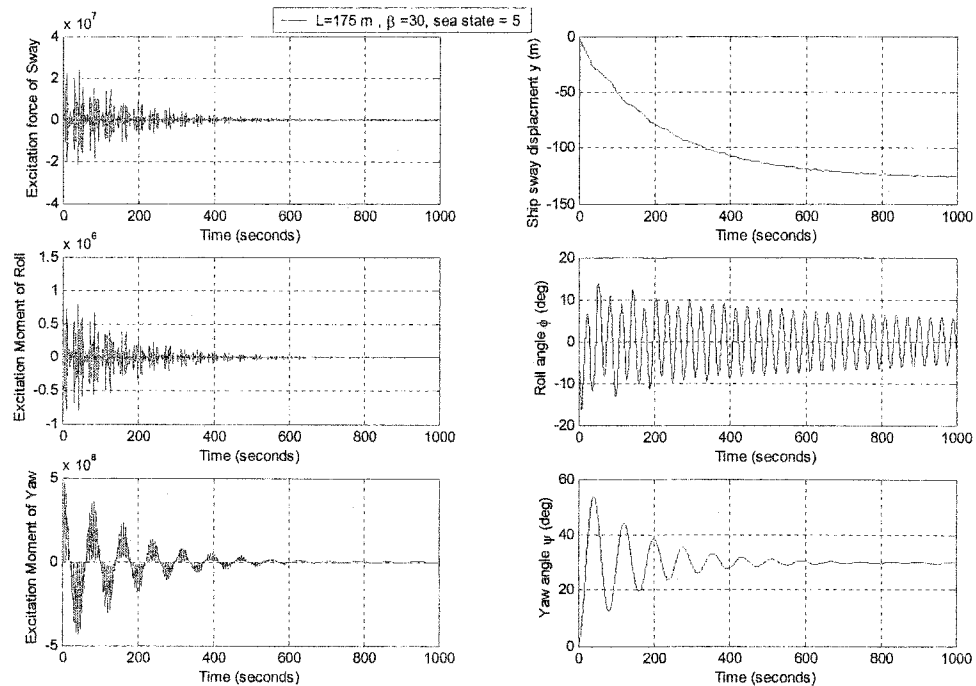 L=175 m , β =30, sea state = 5
x 10^7
Excitation force of Sway
4
2
0
-2
-4
0 200 400 600 800 1000
Time (seconds)
Ship sway displacment y (m)
0
-50
-100
-150
0 200 400 600 800 1000
Time (seconds)
x 10^6
Excitation Moment of Roll
1.5
1
0.5
0
-0.5
-1
0 200 400 600 800 1000
Time (seconds)
Roll angle ϕ (deg)
20
10
0
-10
-20
0 200 400 600 800 1000
Time (seconds)
x 10^8
Excitation Moment of Yaw
5
0
-5
0 200 400 600 800 1000
Time (seconds)
Yaw angle ψ (deg)
60
40
20
0
0 200 400 600 800 1000
Time (seconds)